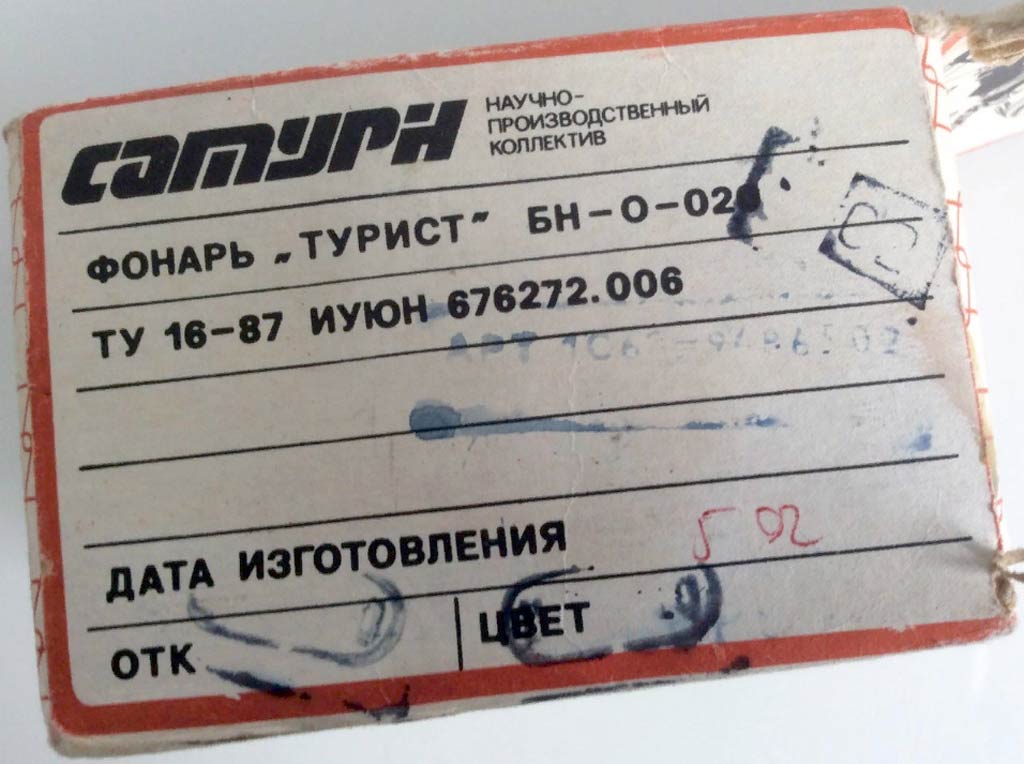 сатурн
НАУЧНО-
ПРОИЗВОДСТВЕННЫЙ
КОЛЛЕКТИВ
ФОНАРЬ „ТУРИСТ" БН-О-02
ТУ 16-87 ИУЮН 676272.006
АРТ
ДАТА ИЗГОТОВЛЕНИЯ 5 92
ОТК
ЦВЕТ